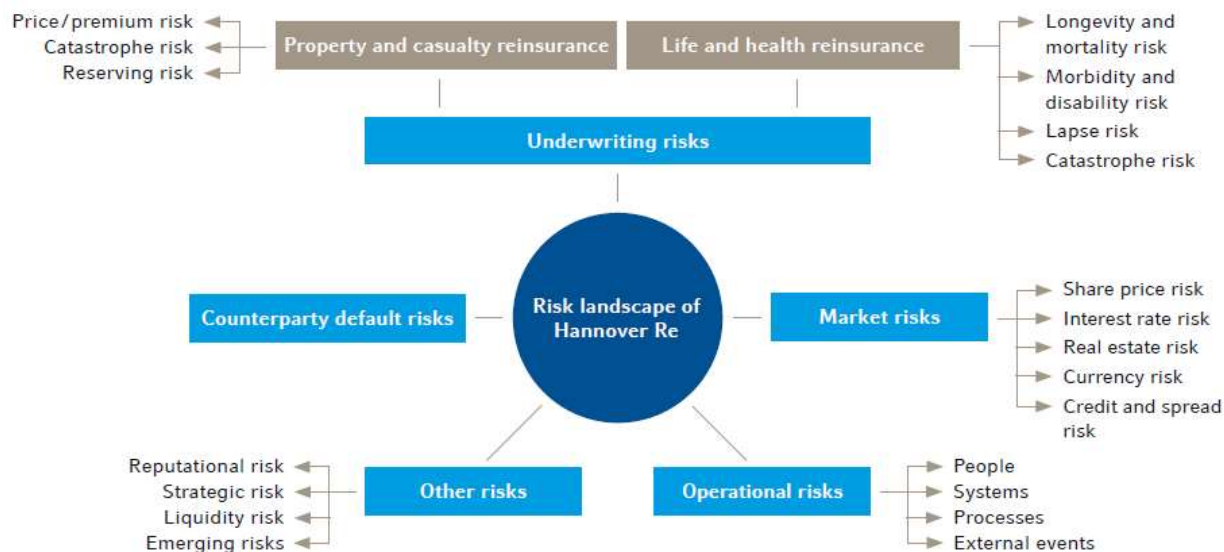 Price/premium risk
Catastrophe risk
Reserving risk
Property and casualty reinsurance
Life and health reinsurance
Longevity and
mortality risk
Morbidity and
disability risk
Lapse risk
Catastrophe risk
Underwriting risks
Counterparty default risks
Risk landscape of
Hannover Re
Market risks
Share price risk
Interest rate risk
Real estate risk
Currency risk
Credit and spread
risk
Reputational risk
Strategic risk
Liquidity risk
Emerging risks
Other risks
Operational risks
People
Systems
Processes
External events